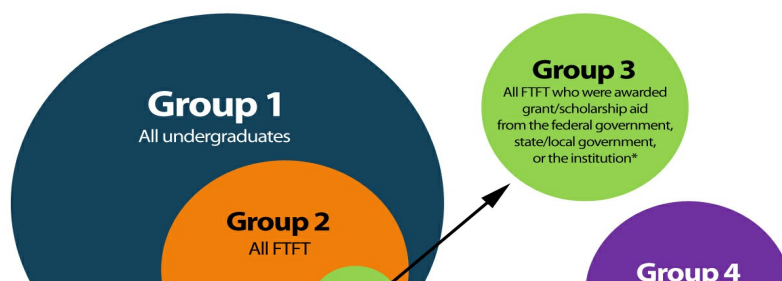 Group 1
All undergraduates
Group 2
All FTFT
Group 3
All FTFT who were awarded
grant/scholarship aid
from the federal government,
state/local government,
or the institution*
Group 4